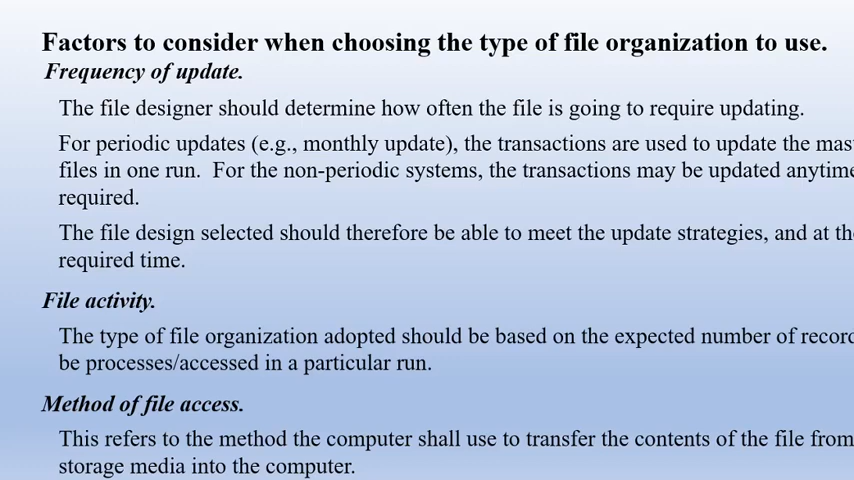 Factors to consider when choosing the type of file organization to use.
Frequency of update.
The file designer should determine how often the file is going to require updating.
For periodic updates (e.g., monthly update), the transactions are used to update the mas
files in one run.  For the non-periodic systems, the transactions may be updated anytime
required.
The file design selected should therefore be able to meet the update strategies, and at the
required time.
File activity.
The type of file organization adopted should be based on the expected number of record
be processes/accessed in a particular run.
Method of file access.
This refers to the method the computer shall use to transfer the contents of the file from
storage media into the computer.